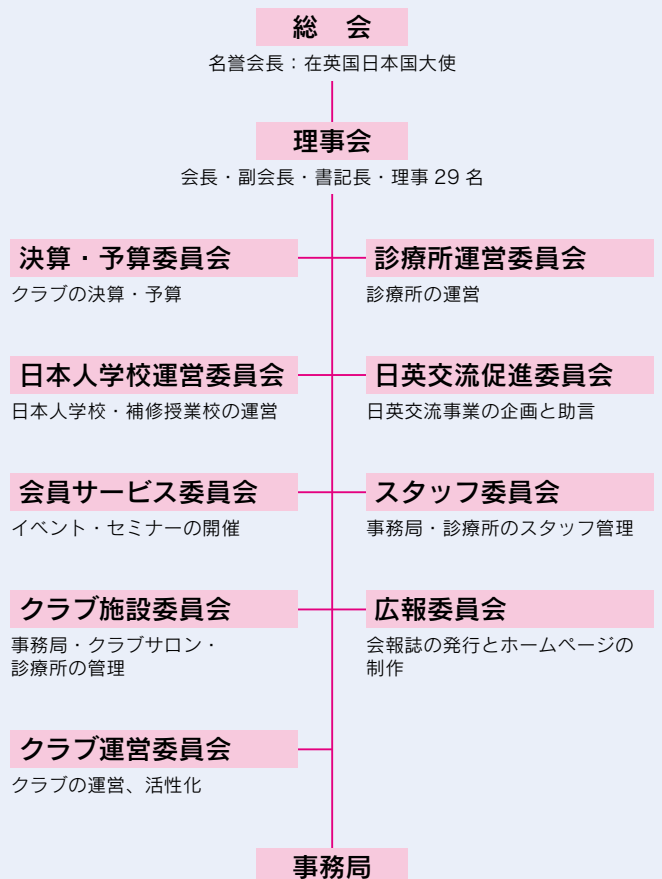 総　会
名誉会長：在英国日本国大使
理事会
会長・副会長・書記長・理事 29 名
決算・予算委員会
クラブの決算・予算
診療所運営委員会
診療所の運営
日本人学校運営委員会
日本人学校・補修授業校の運営
日英交流促進委員会
日英交流事業の企画と助言
会員サービス委員会
イベント・セミナーの開催
スタッフ委員会
事務局・診療所のスタッフ管理
クラブ施設委員会
事務局・クラブサロン・
診療所の管理
広報委員会
会報誌の発行とホームページの
制作
クラブ運営委員会
クラブの運営、活性化
事務局